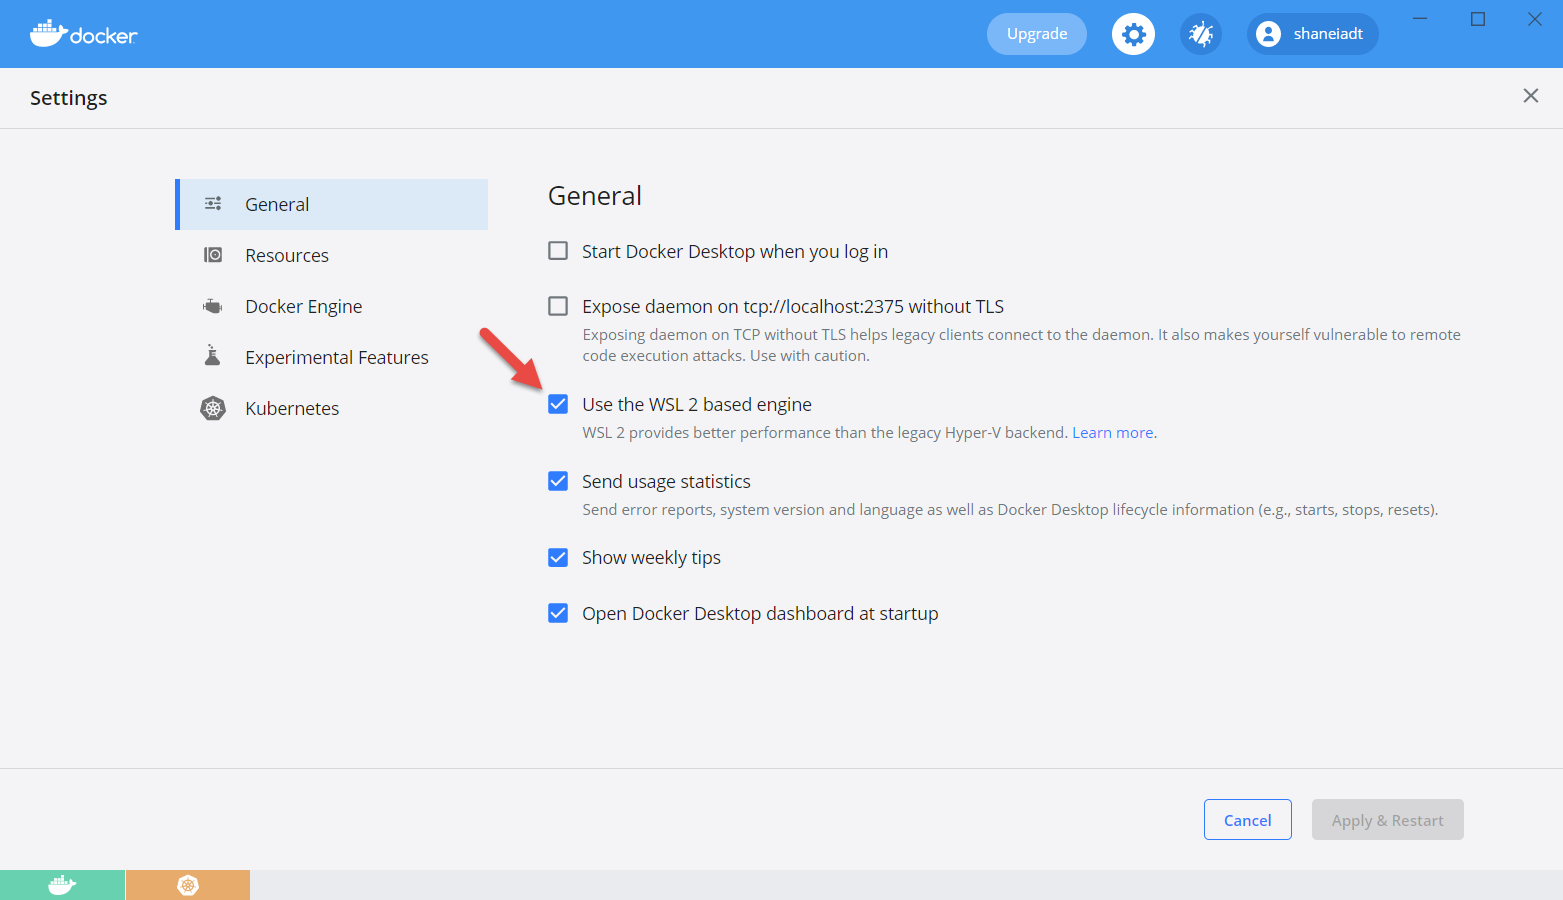 docker
Upgrade
shaneiadt
Settings
General
Resources
Docker Engine
Experimental Features
Kubernetes
General
Start Docker Desktop when you log in
Expose daemon on tcp://localhost:2375 without TLS
Exposing daemon on TCP without TLS helps legacy clients connect to the daemon. It also makes yourself vulnerable to remote
code execution attacks. Use with caution.
Use the WSL 2 based engine
WSL 2 provides better performance than the legacy Hyper-V backend. Learn more.
Send usage statistics
Send error reports, system version and language as well as Docker Desktop lifecycle information (e.g., starts, stops, resets).
Show weekly tips
Open Docker Desktop dashboard at startup
Cancel
Apply & Restart